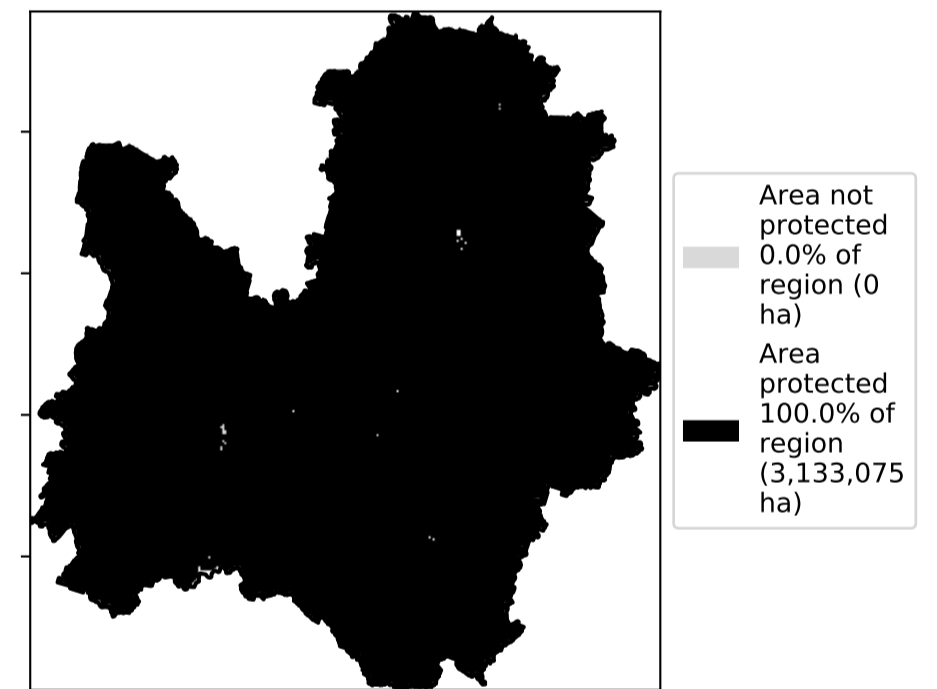 Area not
protected
0.0% of
region (0
ha)
Area
protected
100.0% of
region
(3,133,075
ha)